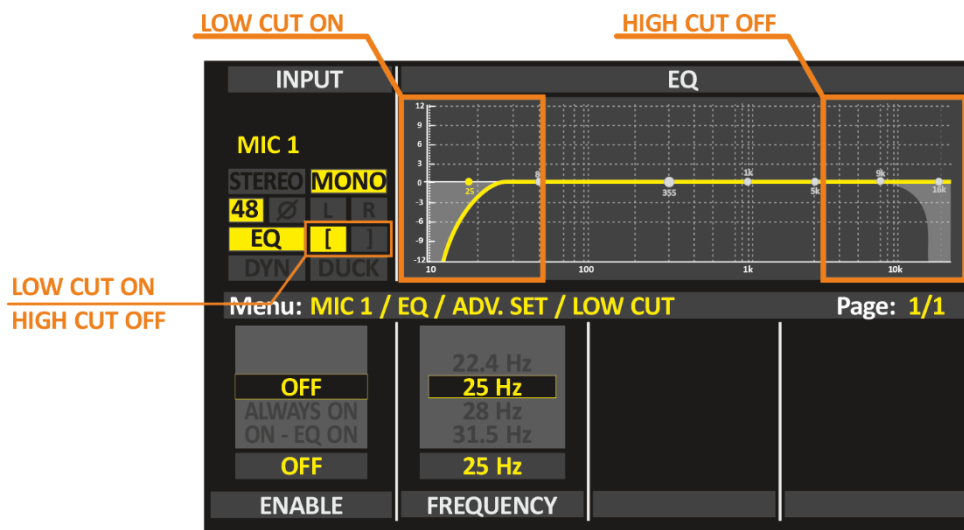 LOW CUT ON
HIGH CUT OFF
INPUT
EQ
MIC 1
STEREO MONO
48 Ø L R
EQ [ ]
DYN DUCK
12
9
6
3
0
-3
-6
-9
-12
25
8
355
1k
5k
9k
16k
10 100 1k 10k
LOW CUT ON
HIGH CUT OFF
Menu: MIC 1 / EQ / ADV. SET / LOW CUT
Page: 1/1
OFF
ALWAYS ON
ON - EQ ON
OFF
ENABLE
22.4 Hz
25 Hz
28 Hz
31.5 Hz
25 Hz
FREQUENCY